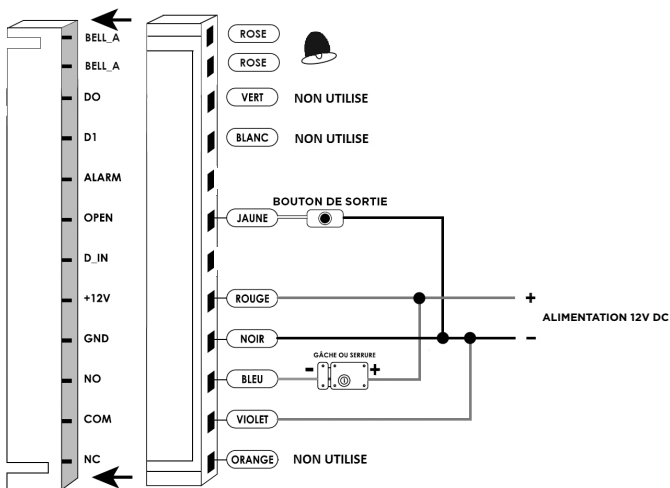 BELL_A ROSE
BELL_A ROSE
DO VERT NON UTILISE
D1 BLANC NON UTILISE
ALARM
BOUTON DE SORTIE
OPEN JAUNE
D_IN
+12V ROUGE +
ALIMENTATION 12V DC
GND NOIR −
GÂCHE OU SERRURE
NO BLEU - +
COM VIOLET
NC ORANGE NON UTILISE